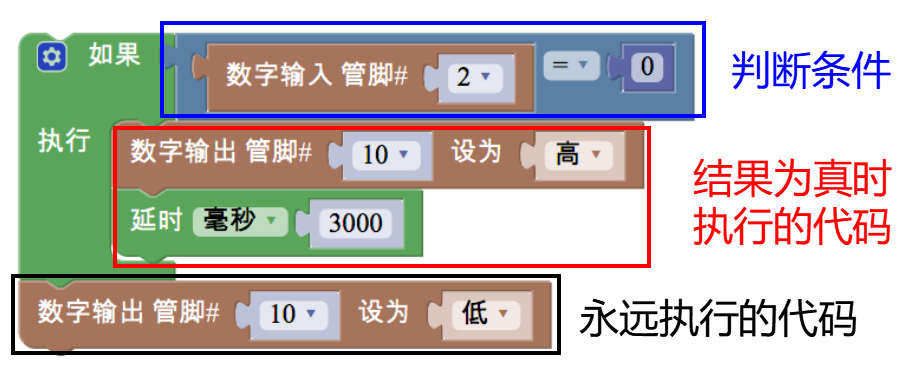 如果 数字输入 管脚# 2 = 0
判断条件
执行 数字输出 管脚# 10 设为 高
延时 毫秒 3000
结果为真时
执行的代码
数字输出 管脚# 10 设为 低
永远执行的代码